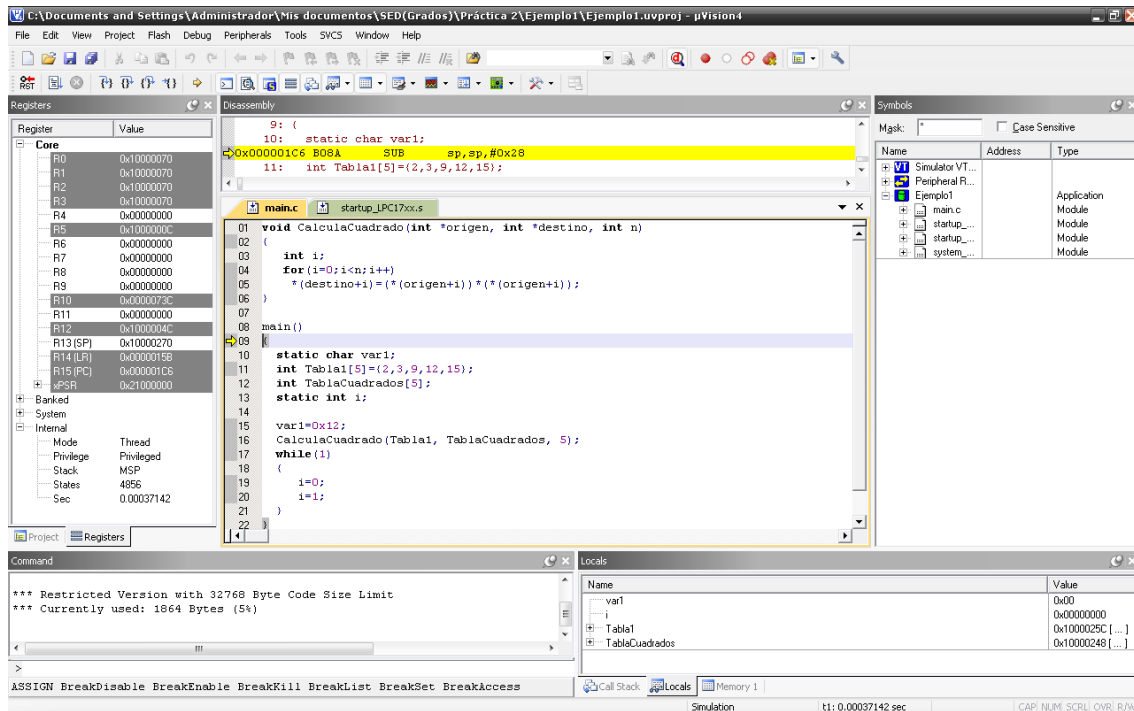 C:\Documents and Settings\Administrador\Mis documentos\SED(Grados)\Práctica 2\Ejemplo1\Ejemplo1.uvproj - µVision4
File Edit View Project Flash Debug Peripherals Tools SVCS Window Help
RST
Registers
Register Value
Core
R0 0x10000070
R1 0x10000070
R2 0x10000070
R3 0x10000070
R4 0x00000000
R5 0x1000000C
R6 0x00000000
R7 0x00000000
R8 0x00000000
R9 0x00000000
R10 0x0000073C
R11 0x00000000
R12 0x1000004C
R13 (SP) 0x10000270
R14 (LR) 0x0000015B
R15 (PC) 0x000001C6
xPSR 0x21000000
Banked
System
Internal
Mode Thread
Privilege Privileged
Stack MSP
States 4856
Sec 0.00037142
Project Registers
Disassembly
9: {
10: static char var1;
0x000001C6 B08A SUB sp,sp,#0x28
11: int Tabla1[5]={2,3,9,12,15};
main.c startup_LPC17xx.s
01 void CalculaCuadrado(int *origen, int *destino, int n)
02 {
03 int i;
04 for(i=0;i<n;i++)
05 *(destino+i)=(*(origen+i))*(*(origen+i));
06 }
07
08 main()
09 {
10 static char var1;
11 int Tabla1[5]={2,3,9,12,15};
12 int TablaCuadrados[5];
13 static int i;
14
15 var1=0x12;
16 CalculaCuadrado(Tabla1, TablaCuadrados, 5);
17 while(1)
18 {
19 i=0;
20 i=1;
21 }
22 }
Symbols
Mask: * Case Sensitive
Name Address Type
Simulator VT...
Peripheral R...
Ejemplo1 Application
main.c Module
startup_... Module
startup_... Module
system_... Module
Command
*** Restricted Version with 32768 Byte Code Size Limit
*** Currently used: 1864 Bytes (5%)
>
ASSIGN BreakDisable BreakEnable BreakKill BreakList BreakSet BreakAccess
Locals
Name Value
var1 0x00
i 0x00000000
Tabla1 0x1000025C [ ... ]
TablaCuadrados 0x10000248 [ ... ]
Call Stack Locals Memory 1
Simulation t1: 0.00037142 sec CAP NUM SCRL OVR R/W